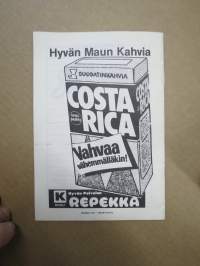 Hyvän Maun Kahvia
SUODATINKAHVIA
COSTA
RICA
Vahvaa
vähemmälläkin!
K
Hyvän Palvelun
REPEKKA